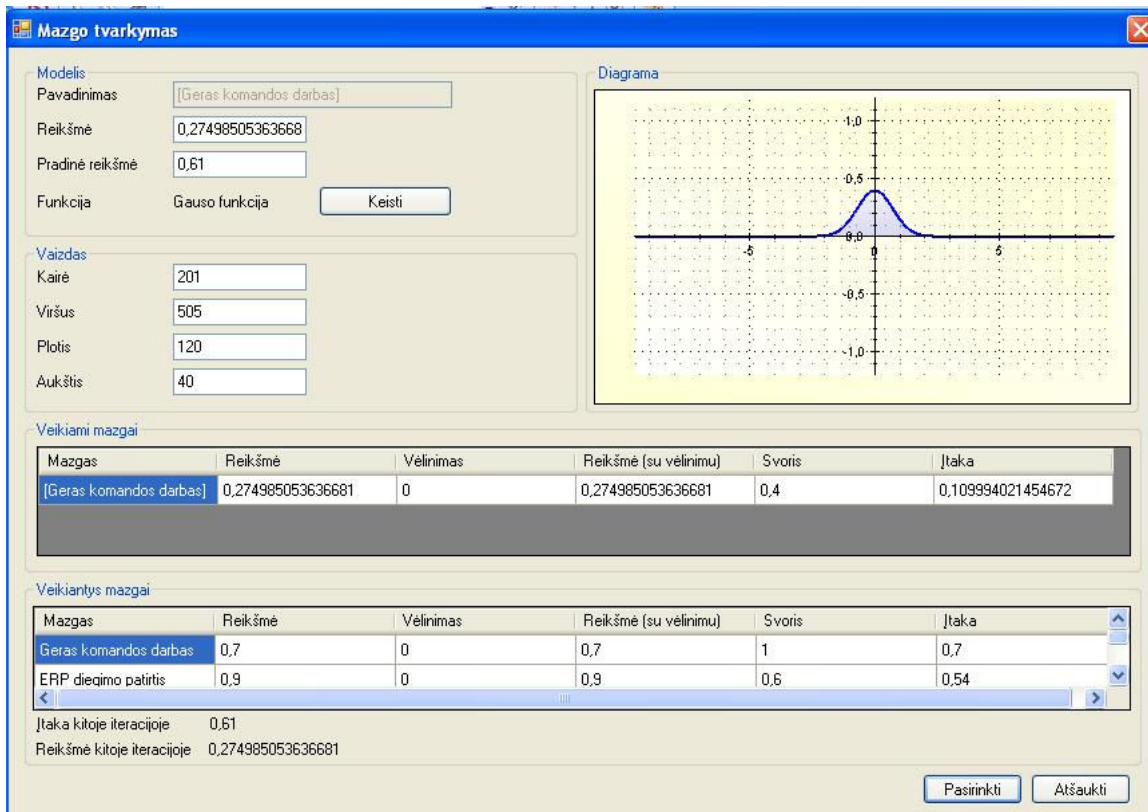 Mazgo tvarkymas
Modelis
Pavadinimas [Geras komandos darbas]
Reikšmė 0,27498505363668
Pradinė reikšmė 0,61
Funkcija Gauso funkcija Keisti
Vaizdas
Kairė 201
Viršus 505
Plotis 120
Aukštis 40
Diagrama
1,0
0,5
0,0
-5 0 5
-0,5
-1,0
Veikiami mazgai
Mazgas Reikšmė Vėlinimas Reikšmė (su vėlinimu) Svoris Įtaka
[Geras komandos darbas] 0,274985053636681 0 0,274985053636681 0,4 0,109994021454672
Veikiantys mazgai
Mazgas Reikšmė Vėlinimas Reikšmė (su vėlinimu) Svoris Įtaka
Geras komandos darbas 0,7 0 0,7 1 0,7
ERP diegimo patirtis 0,9 0 0,9 0,6 0,54
Įtaka kitoje iteracijoje 0,61
Reikšmė kitoje iteracijoje 0,274985053636681
Pasirinkti Atšaukti